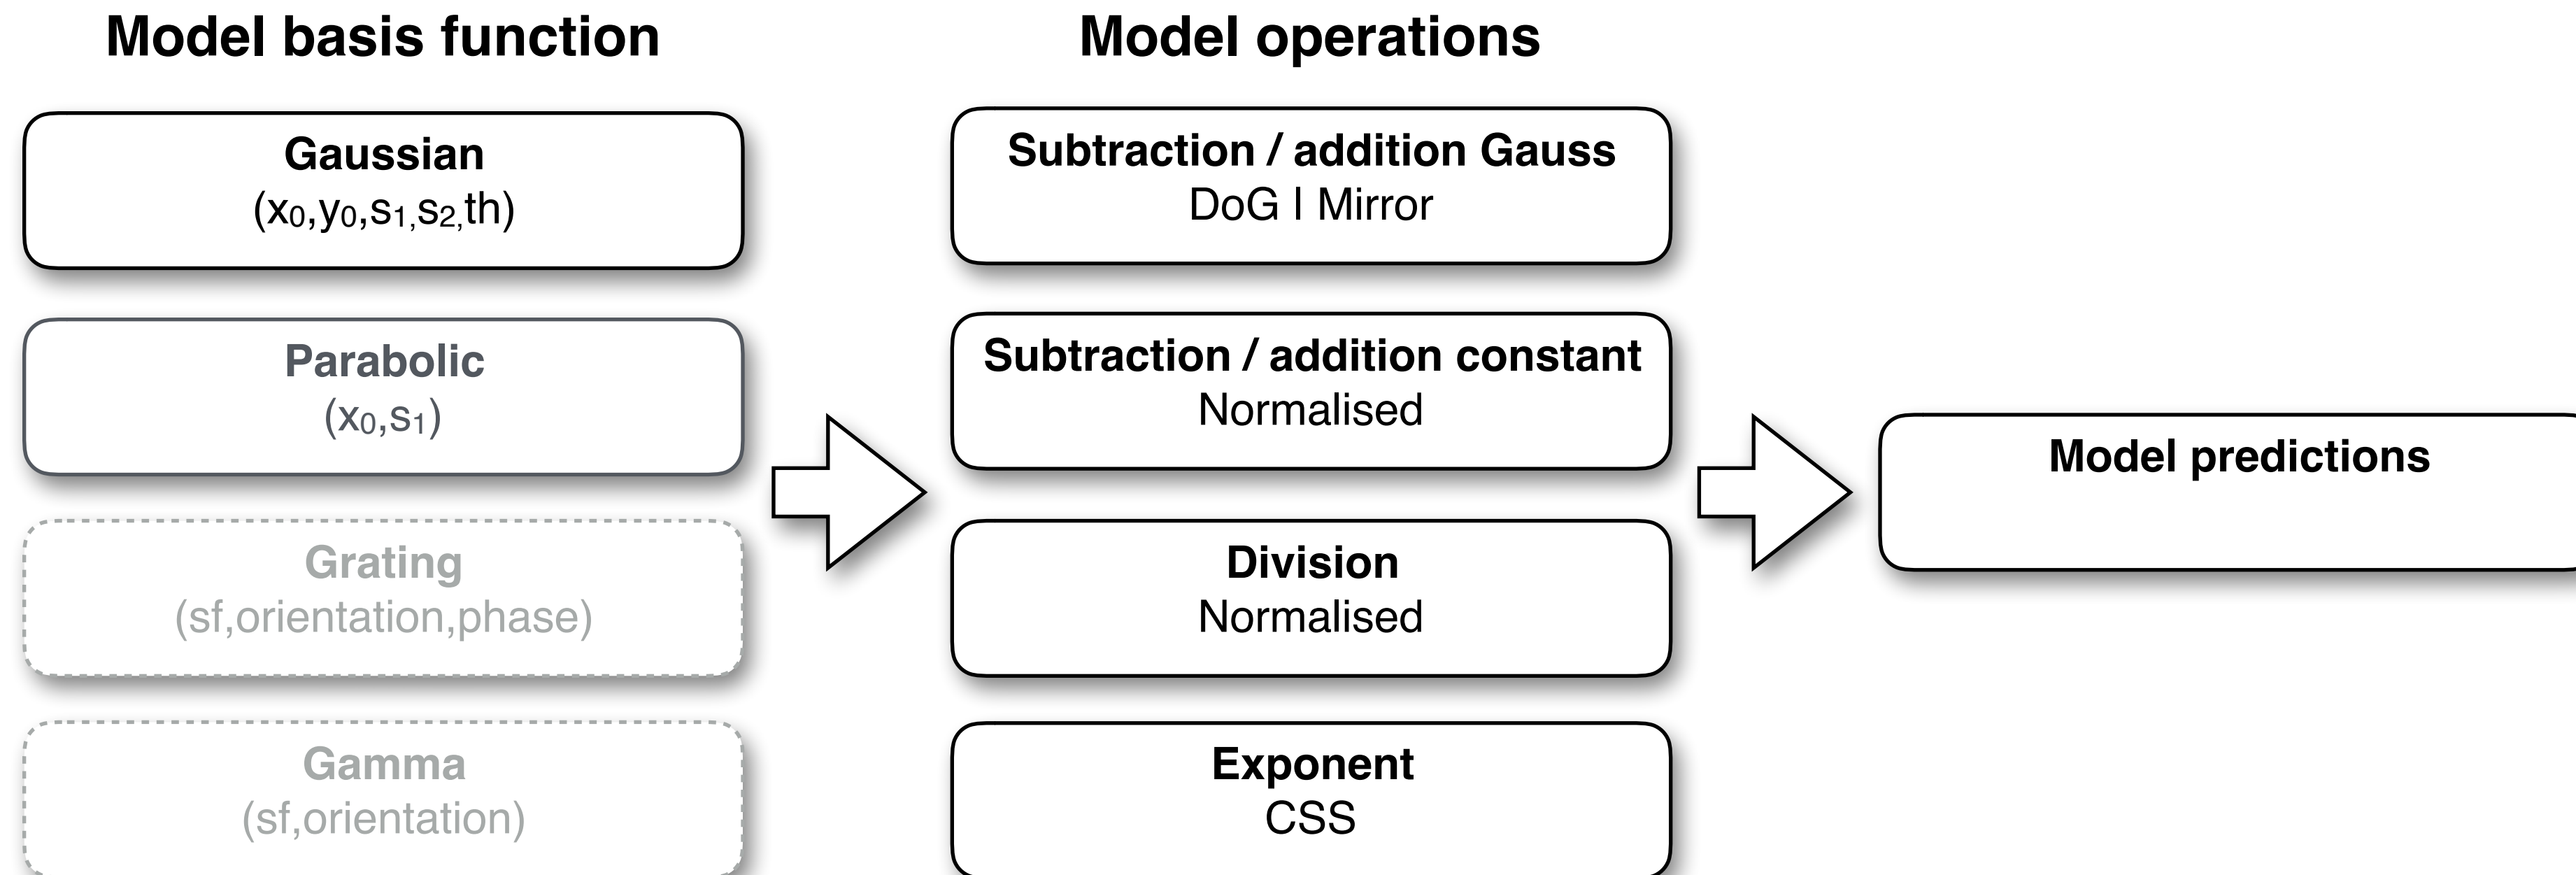 Model basis function
Gaussian
(x₀,y₀,s₁,s₂,th)
Parabolic
(x₀,s₁)
Grating
(sf,orientation,phase)
Gamma
(sf,orientation)
Model operations
Subtraction / addition Gauss
DoG | Mirror
Subtraction / addition constant
Normalised
Division
Normalised
Exponent
CSS
Model predictions